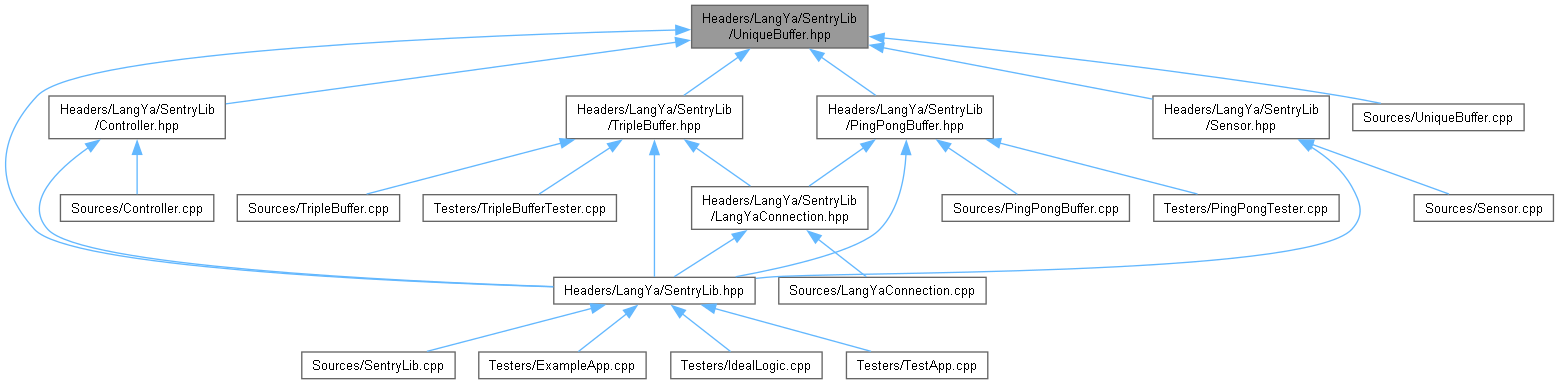 Headers/LangYa/SentryLib
/UniqueBuffer.hpp
Headers/LangYa/SentryLib
/Controller.hpp
Headers/LangYa/SentryLib
/TripleBuffer.hpp
Headers/LangYa/SentryLib
/PingPongBuffer.hpp
Headers/LangYa/SentryLib
/Sensor.hpp
Sources/UniqueBuffer.cpp
Sources/Controller.cpp
Sources/TripleBuffer.cpp
Testers/TripleBufferTester.cpp
Headers/LangYa/SentryLib
/LangYaConnection.hpp
Sources/PingPongBuffer.cpp
Testers/PingPongTester.cpp
Sources/Sensor.cpp
Headers/LangYa/SentryLib.hpp
Sources/LangYaConnection.cpp
Sources/SentryLib.cpp
Testers/ExampleApp.cpp
Testers/IdealLogic.cpp
Testers/TestApp.cpp